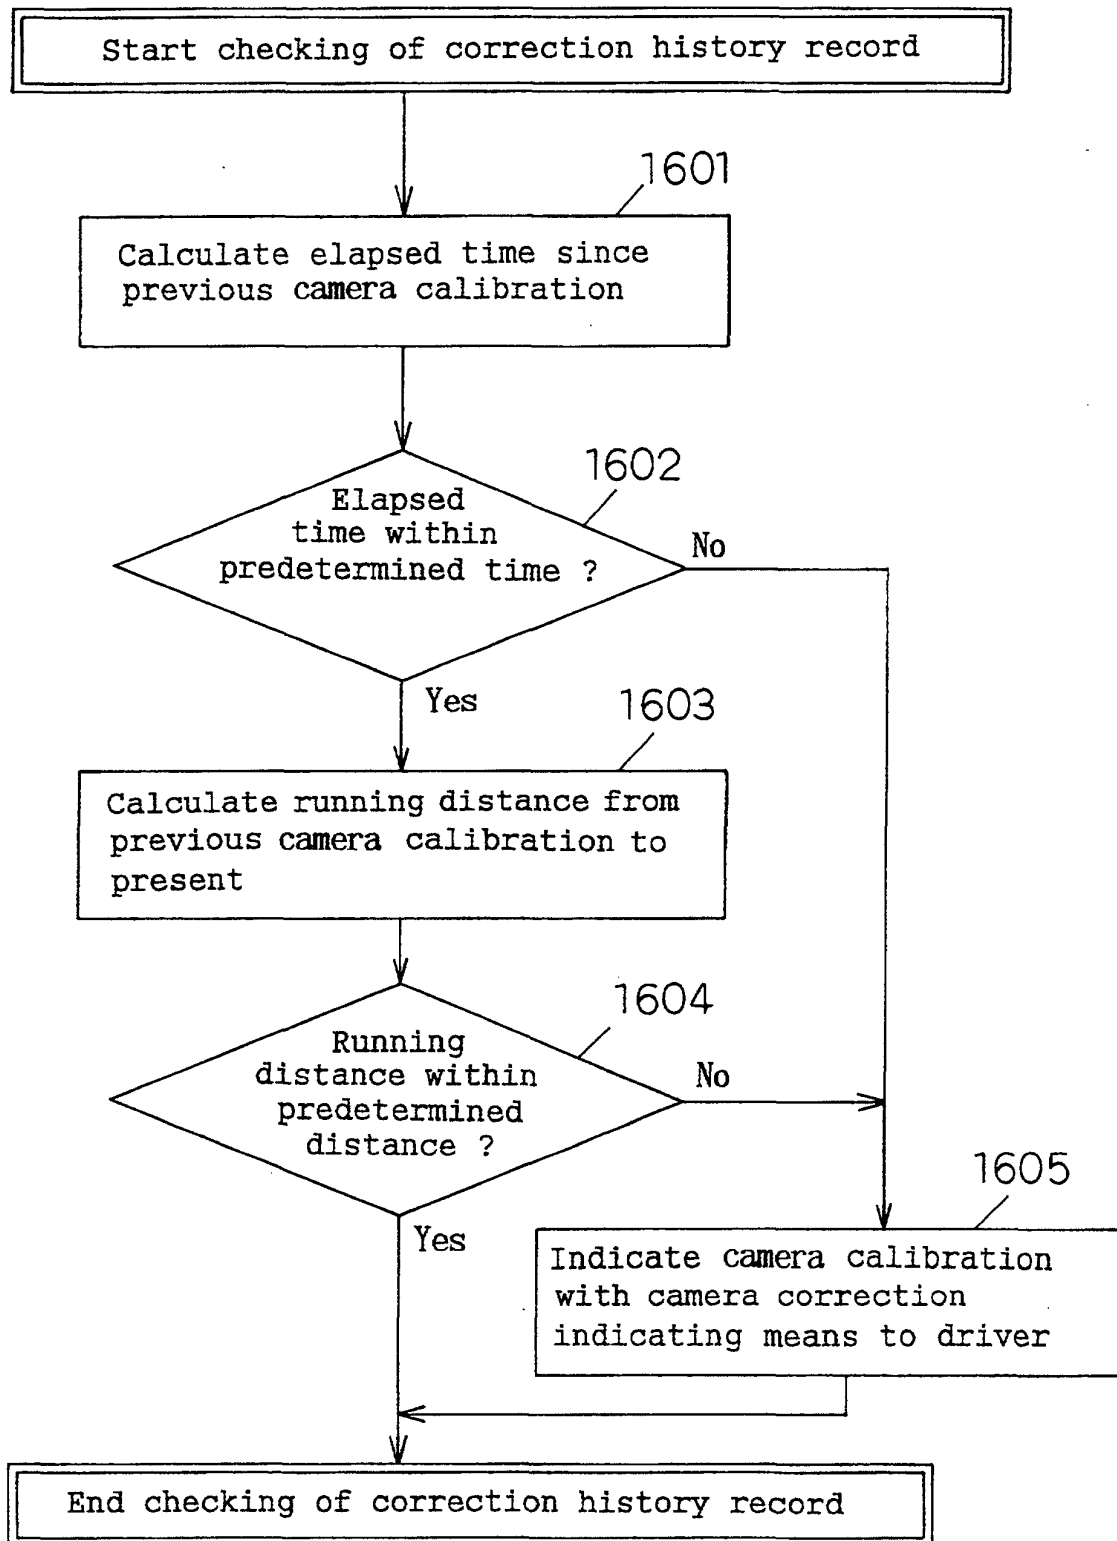 Start checking of correction history record
1601
Calculate elapsed time since
previous camera calibration
1602
Elapsed
time within
predetermined time ?
No
Yes
1603
Calculate running distance from
previous camera calibration to
present
1604
Running
distance within
predetermined
distance ?
No
Yes
1605
Indicate camera calibration
with camera correction
indicating means to driver
End checking of correction history record